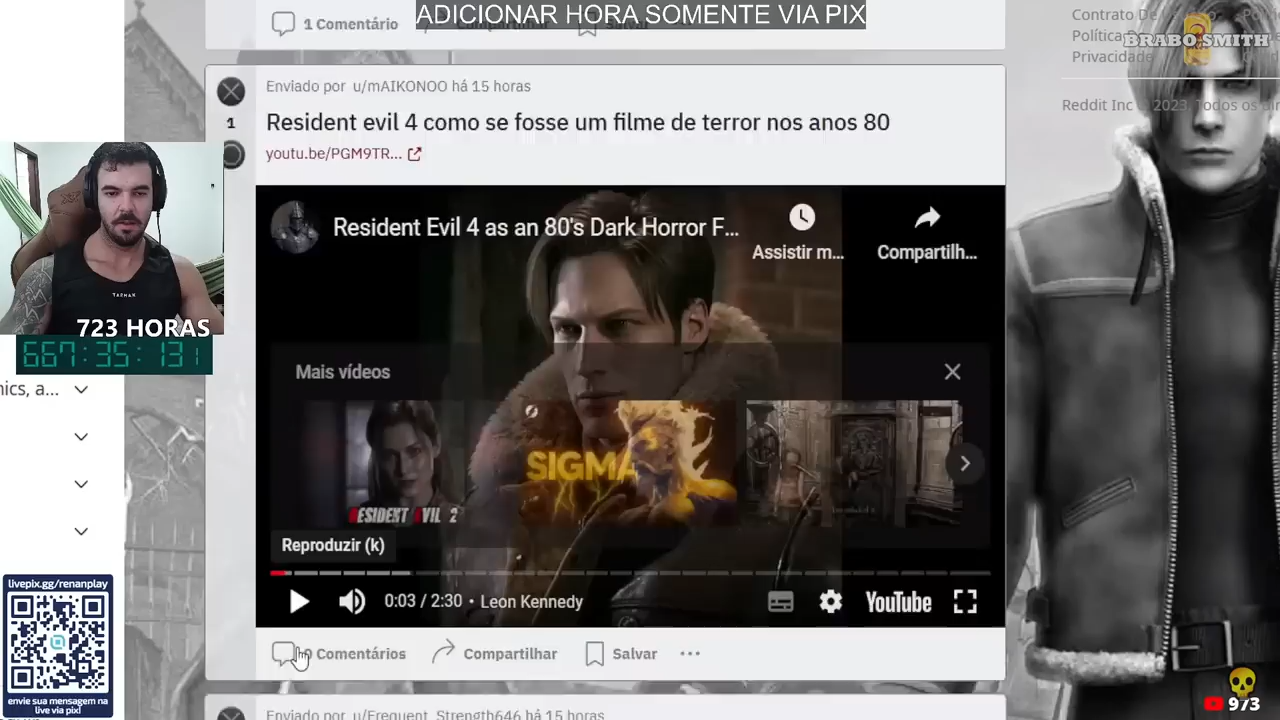 ADICIONAR HORA SOMENTE VIA PIX
1 Comentário
Contrato De
Política
Privacidade
BRABO SMITH
Reddit Inc © 2023. Todos os
Enviado por u/mAIKONOO há 15 horas
1
Resident evil 4 como se fosse um filme de terror nos anos 80
youtu.be/PGM9TR...
Resident Evil 4 as an 80's Dark Horror F...
Assistir m...
Compartilh...
TARMAK
723 HORAS
667:35:13
ics, a...
Mais vídeos
SIGMA
RESIDENT EVIL 2
Reproduzir (k)
0:03 / 2:30 • Leon Kennedy
YouTube
livepix.gg/renanplay
envie sua mensagem na
live via pix!
0 Comentários
Compartilhar
Salvar
973
Enviado por u/Frequent_Strength646 há 15 horas